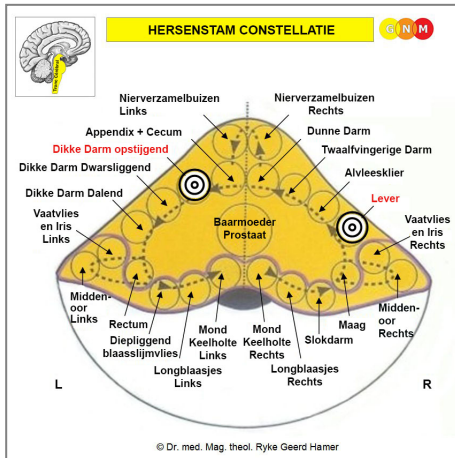 HERSENSTAM CONSTELLATIE
G N M
Nierverzamelbuizen
Links
Nierverzamelbuizen
Rechts
Appendix + Cecum
Dunne Darm
Dikke Darm opstijgend
Twaalfvingerige Darm
Dikke Darm Dwarsliggend
Alvleesklier
Dikke Darm Dalend
Lever
Vaatvlies
en Iris
Links
Baarmoeder
Prostaat
Vaatvlies
en Iris
Rechts
Midden-
oor Links
Rectum
Diepliggend
blaasslijmvlies
Longblaasjes
Links
Mond
Keelholte
Links
Mond
Keelholte
Rechts
Longblaasjes
Rechts
Slokdarm
Maag
Midden-
oor Rechts
L
R
© Dr. med. Mag. theol. Ryke Geerd Hamer